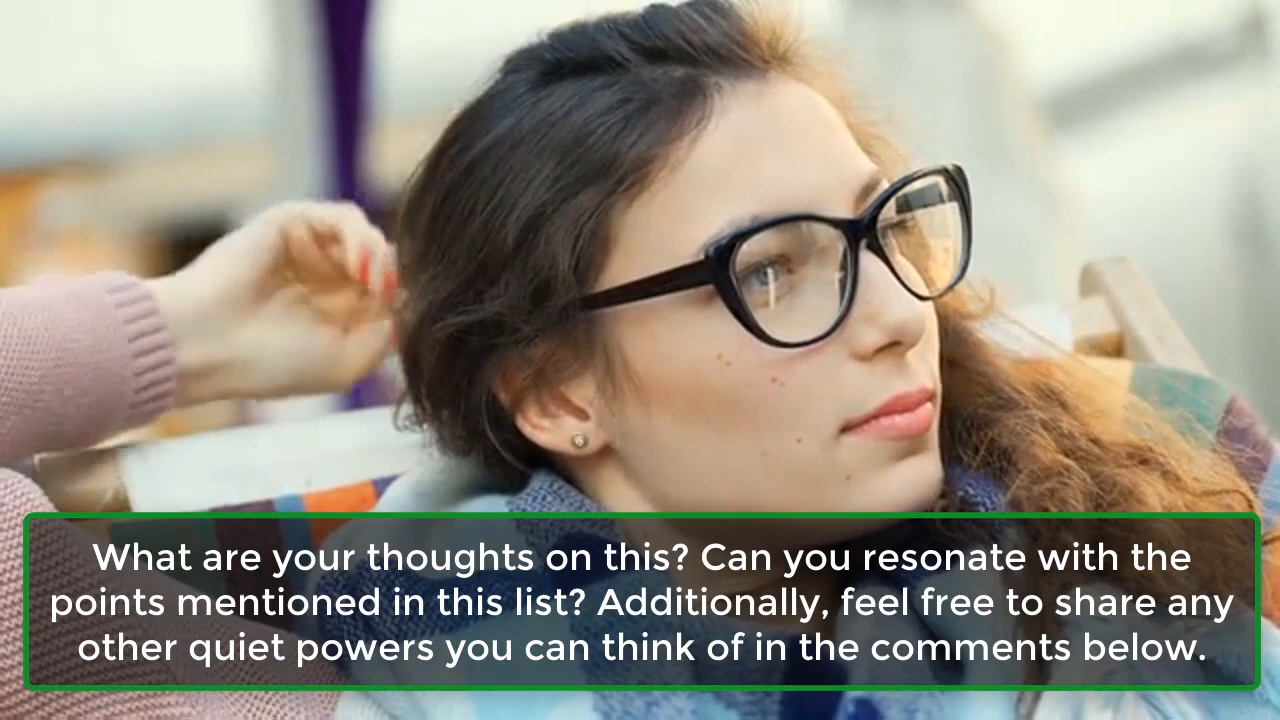 What are your thoughts on this? Can you resonate with the
points mentioned in this list? Additionally, feel free to share any
other quiet powers you can think of in the comments below.